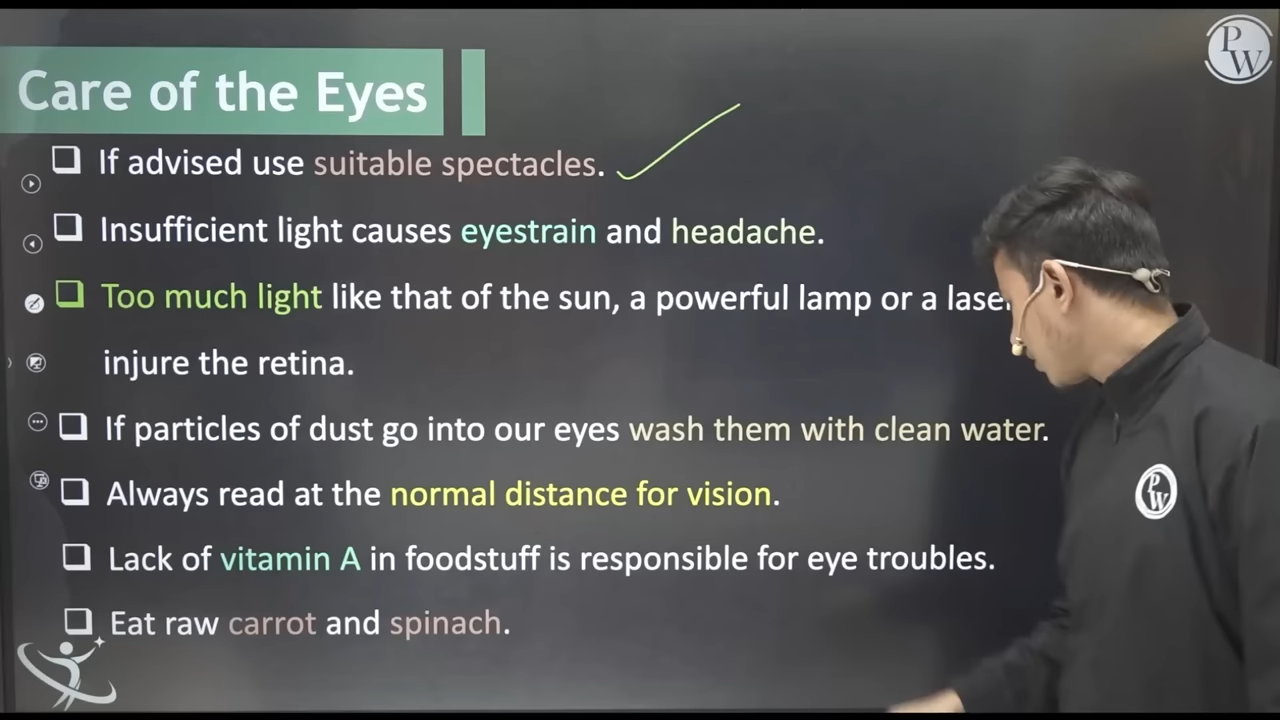 PW
Care of the Eyes
If advised use suitable spectacles.
Insufficient light causes eyestrain and headache.
Too much light like that of the sun, a powerful lamp or a
injure the retina.
If particles of dust go into our eyes wash them with clean water.
Always read at the normal distance for vision.
Lack of vitamin A in foodstuff is responsible for eye troubles.
Eat raw carrot and spinach.
PW